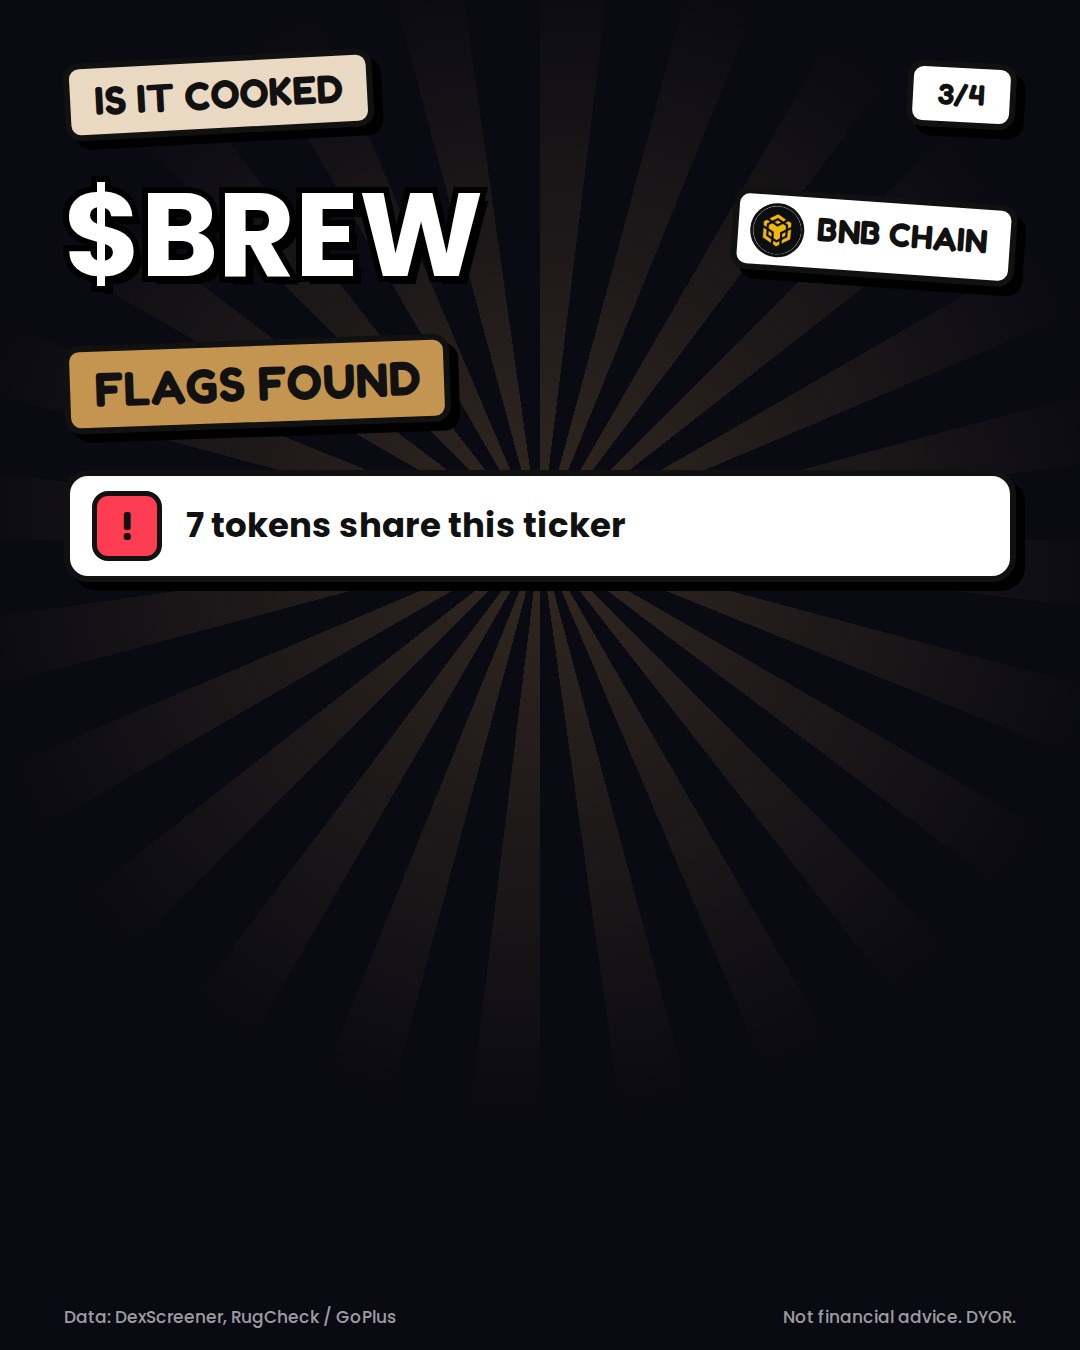 IS IT COOKED
3/4
$BREW
BNB CHAIN
FLAGS FOUND
! 7 tokens share this ticker
Data: DexScreener, RugCheck / GoPlus
Not financial advice. DYOR.